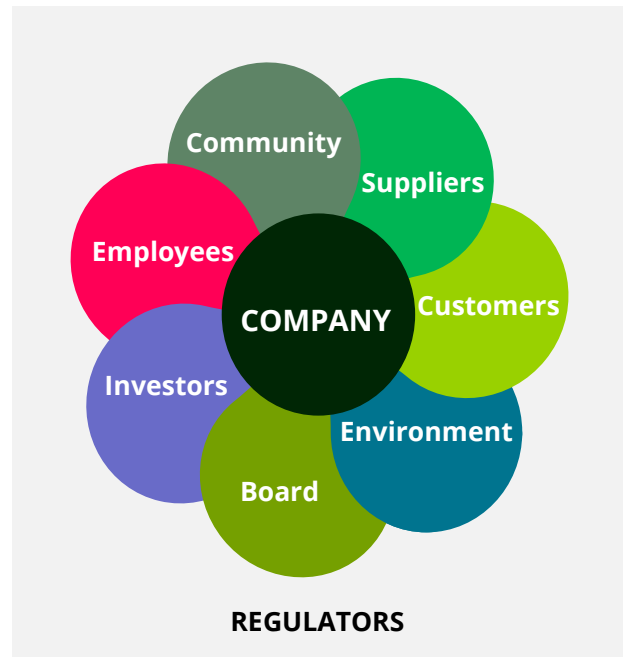 Community
Suppliers
Employees
Customers
COMPANY
Investors
Environment
Board
REGULATORS